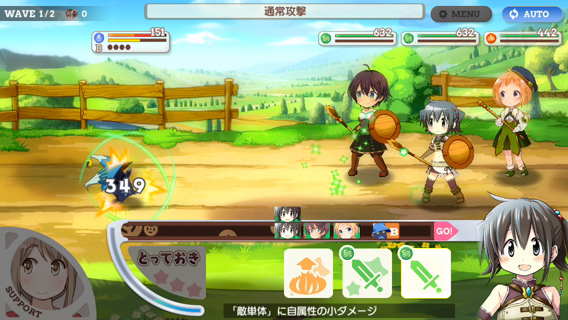 WAVE 1/2 0
通常攻撃
MENU
AUTO
151
B
632
632
442
349
B
GO!
とっておき
SUPPORT
「敵単体」に自属性の小ダメージ